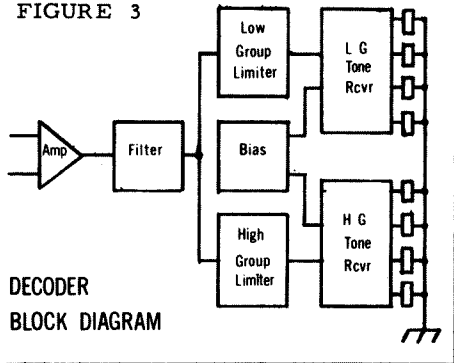 FIGURE 3
Low
Group
Limiter
L G
Tone
Rcvr
Amp
Filter
Bias
High
Group
Limiter
H G
Tone
Rcvr
DECODER
BLOCK DIAGRAM